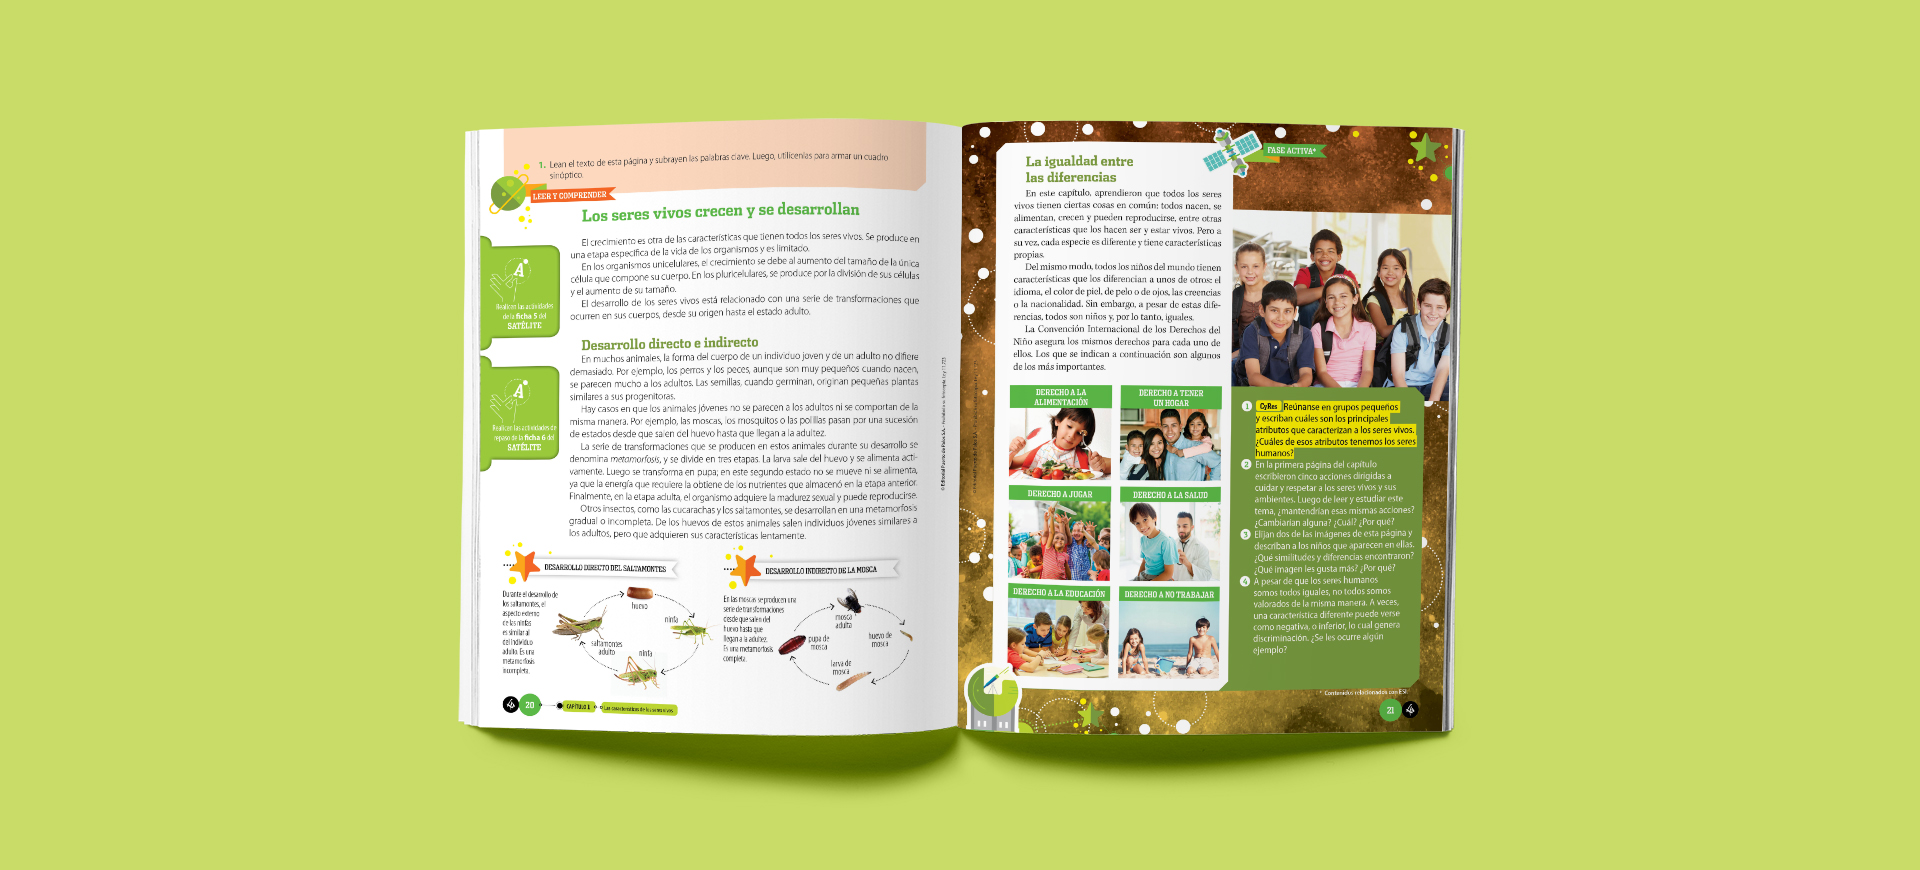 1. Lean el texto de esta página y subrayen las palabras clave. Luego, utilícenlas para armar un cuadro
sinóptico.
LEER Y COMPRENDER
Los seres vivos crecen y se desarrollan
El crecimiento es otra de las características que tienen todos los seres vivos. Se produce en
una etapa específica de la vida de los organismos y es limitado.
En los organismos unicelulares, el crecimiento se debe al aumento del tamaño de la única
célula que compone su cuerpo. En los pluricelulares, se produce por la división de sus células
y el aumento de su tamaño.
El desarrollo de los seres vivos está relacionado con una serie de transformaciones que
ocurren en sus cuerpos, desde su origen hasta el estado adulto.
A
Realicen las actividades
de la ficha 5 del
SATÉLITE
Desarrollo directo e indirecto
En muchos animales, la forma del cuerpo de un individuo joven y de un adulto no difiere
demasiado. Por ejemplo, los perros y los peces, aunque son muy pequeños cuando nacen,
se parecen mucho a los adultos. Las semillas, cuando germinan, originan pequeñas plantas
similares a sus progenitoras.
Hay casos en que los animales jóvenes no se parecen a los adultos ni se comportan de la
misma manera. Por ejemplo, las moscas, los mosquitos o las polillas pasan por una sucesión
de estados desde que salen del huevo hasta que llegan a la adultez.
La serie de transformaciones que se producen en estos animales durante su desarrollo se
denomina metamorfosis, y se divide en tres etapas. La larva sale del huevo y se alimenta acti-
vamente. Luego se transforma en pupa; en este segundo estado no se mueve ni se alimenta,
ya que la energía que requiere la obtiene de los nutrientes que almacenó en la etapa anterior.
Finalmente, en la etapa adulta, el organismo adquiere la madurez sexual y puede reproducirse.
Otros insectos, como las cucarachas y los saltamontes, se desarrollan en una metamorfosis
gradual o incompleta. De los huevos de estos animales salen individuos jóvenes similares a
los adultos, pero que adquieren sus características lentamente.
A
Realicen las actividades de
repaso de la ficha 6 del
SATÉLITE
DESARROLLO DIRECTO DEL SALTAMONTES
Durante el desarrollo de
los saltamontes, el
aspecto externo
de las ninfas
es similar al
del individuo
adulto. Es una
metamorfosis
incompleta.
huevo
ninfa
ninfa
saltamontes
adulto
DESARROLLO INDIRECTO DE LA MOSCA
En las moscas se producen una
serie de transformaciones
desde que salen del
huevo hasta que
llegan a la adultez.
Es una metamorfosis
completa.
mosca
adulta
huevo de
mosca
larva de
mosca
pupa de
mosca
4
20
CAPÍTULO 1
Las características de los seres vivos
FASE ACTIVA*
La igualdad entre
las diferencias
En este capítulo, aprendieron que todos los seres
vivos tienen ciertas cosas en común: todos nacen, se
alimentan, crecen y pueden reproducirse, entre otras
características que los hacen ser y estar vivos. Pero a
su vez, cada especie es diferente y tiene características
propias.
Del mismo modo, todos los niños del mundo tienen
características que los diferencian a unos de otros: el
idioma, el color de piel, de pelo o de ojos, las creencias
o la nacionalidad. Sin embargo, a pesar de estas dife-
rencias, todos son niños y, por lo tanto, iguales.
La Convención Internacional de los Derechos del
Niño asegura los mismos derechos para cada uno de
ellos. Los que se indican a continuación son algunos
de los más importantes.
DERECHO A LA
ALIMENTACIÓN
DERECHO A TENER
UN HOGAR
DERECHO A JUGAR
DERECHO A LA SALUD
DERECHO A LA EDUCACIÓN
DERECHO A NO TRABAJAR
1 CyRes Reúnanse en grupos pequeños
y escriban cuáles son los principales
atributos que caracterizan a los seres vivos.
¿Cuáles de esos atributos tenemos los seres
humanos?
2 En la primera página del capítulo
escribieron cinco acciones dirigidas a
cuidar y respetar a los seres vivos y sus
ambientes. Luego de leer y estudiar este
tema, ¿mantendrían esas mismas acciones?
¿Cambiarían alguna? ¿Cuál? ¿Por qué?
3 Elijan dos de las imágenes de esta página y
describan a los niños que aparecen en ellas.
¿Qué similitudes y diferencias encontraron?
¿Qué imagen les gusta más? ¿Por qué?
4 A pesar de que los seres humanos
somos todos iguales, no todos somos
valorados de la misma manera. A veces,
una característica diferente puede verse
como negativa, o inferior, lo cual genera
discriminación. ¿Se les ocurre algún
ejemplo?
* Contenidos relacionados con ESI.
21
4